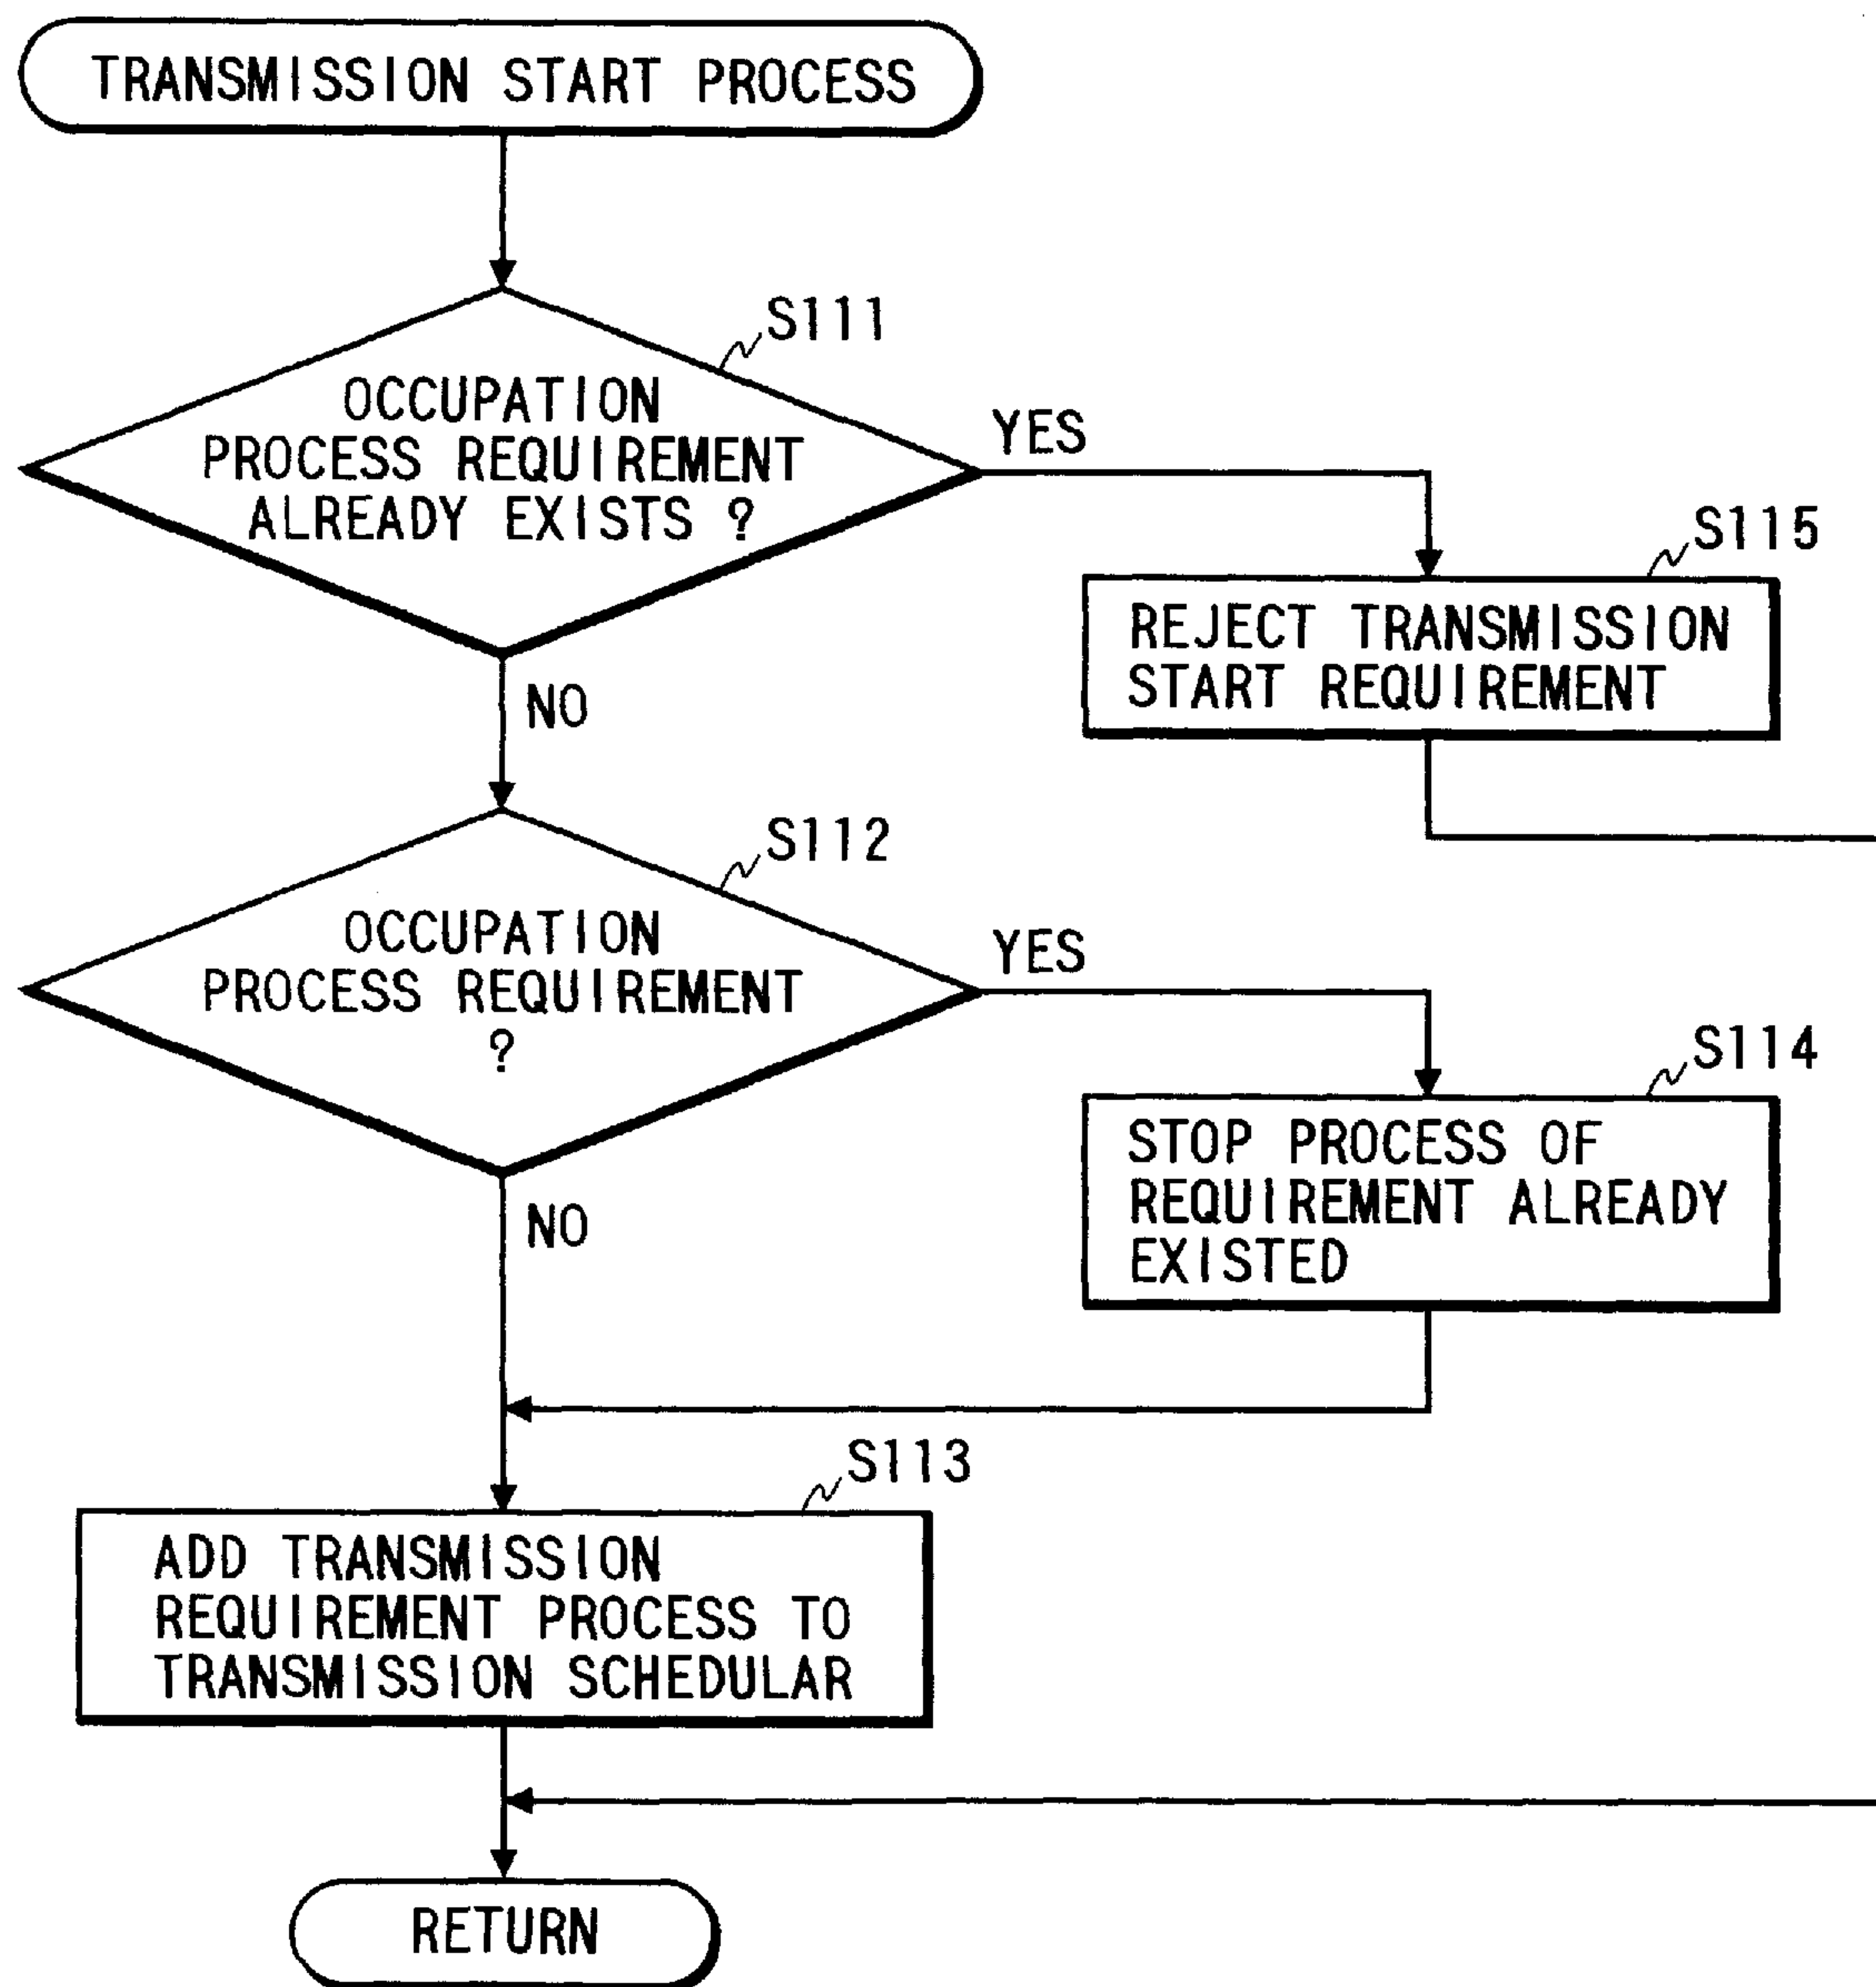 TRANSMISSION START PROCESS
S111
OCCUPATION
PROCESS REQUIREMENT
ALREADY EXISTS ?
YES
S115
REJECT TRANSMISSION
START REQUIREMENT
NO
S112
OCCUPATION
PROCESS REQUIREMENT
?
YES
S114
STOP PROCESS OF
REQUIREMENT ALREADY
EXISTED
NO
S113
ADD TRANSMISSION
REQUIREMENT PROCESS TO
TRANSMISSION SCHEDULAR
RETURN